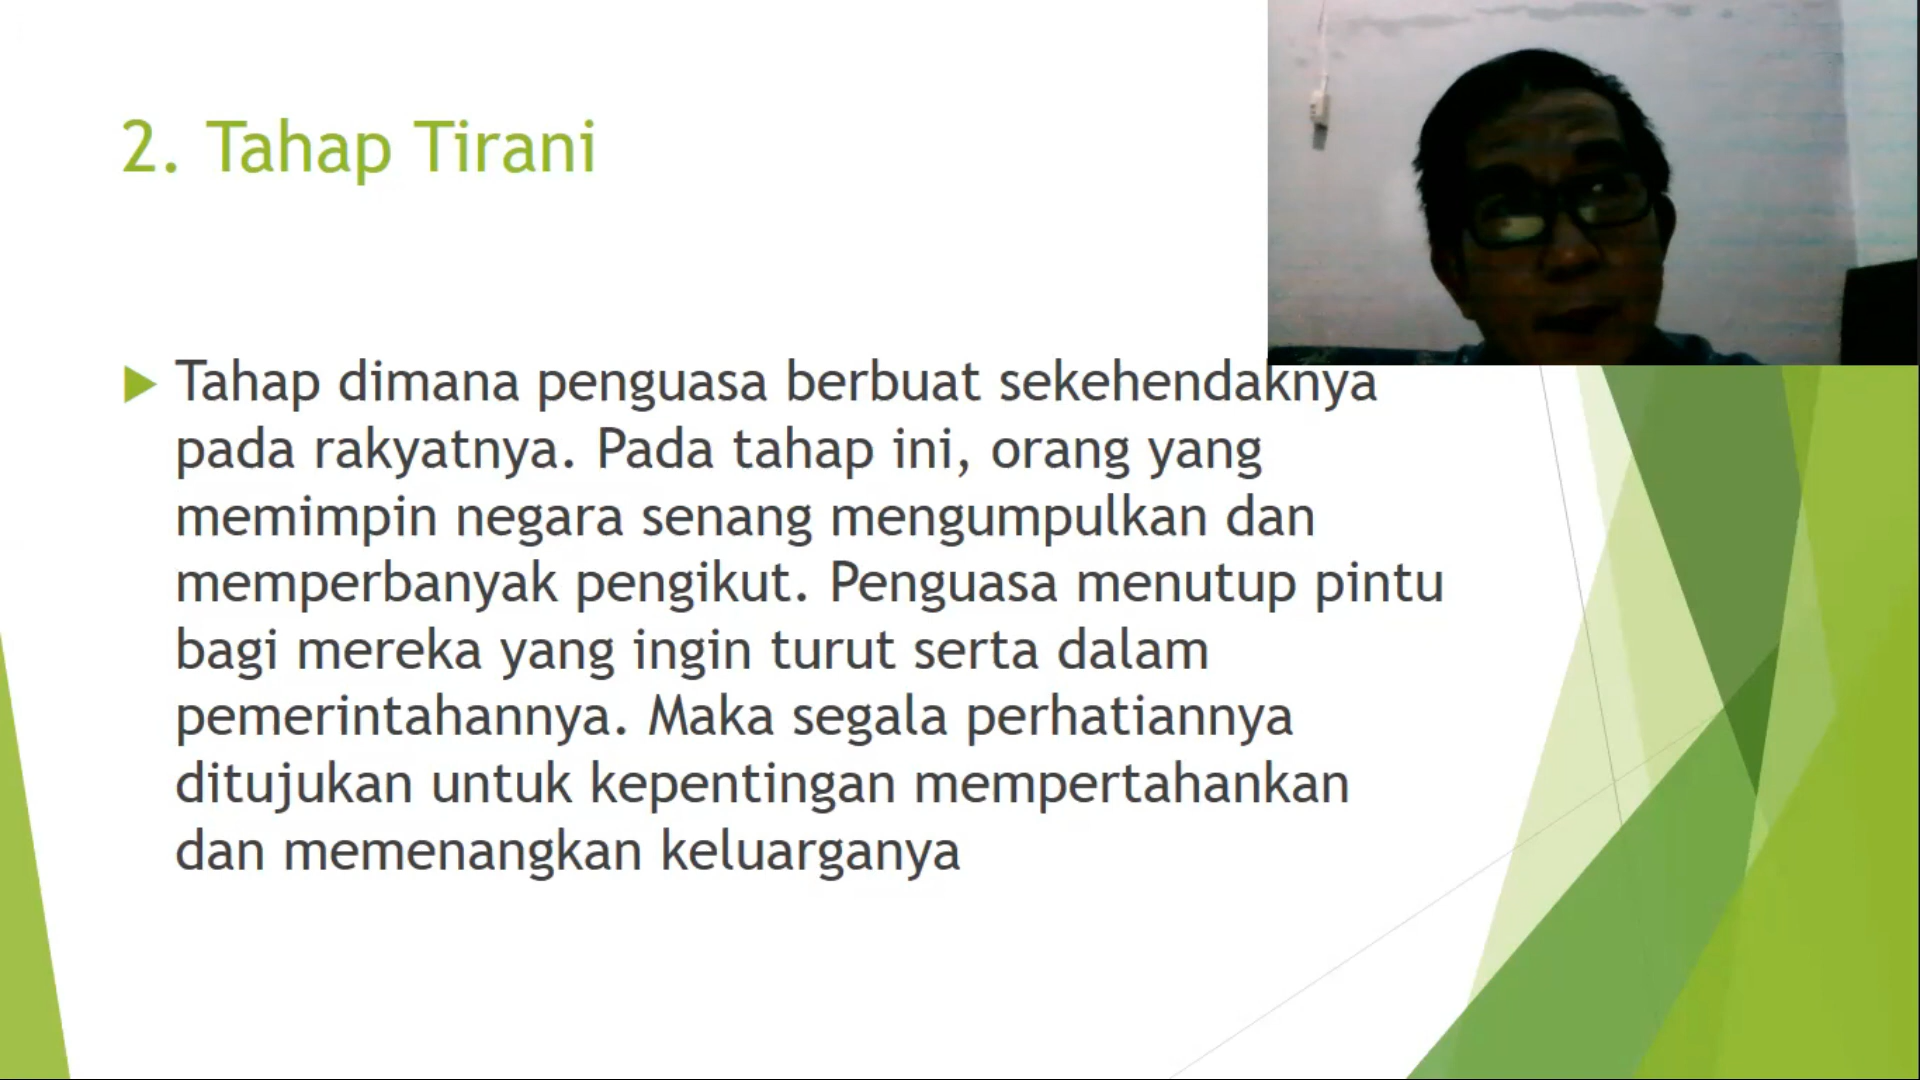 2. Tahap Tirani
Tahap dimana penguasa berbuat sekehendaknya
pada rakyatnya. Pada tahap ini, orang yang
memimpin negara senang mengumpulkan dan
memperbanyak pengikut. Penguasa menutup pintu
bagi mereka yang ingin turut serta dalam
pemerintahannya. Maka segala perhatiannya
ditujukan untuk kepentingan mempertahankan
dan memenangkan keluarganya